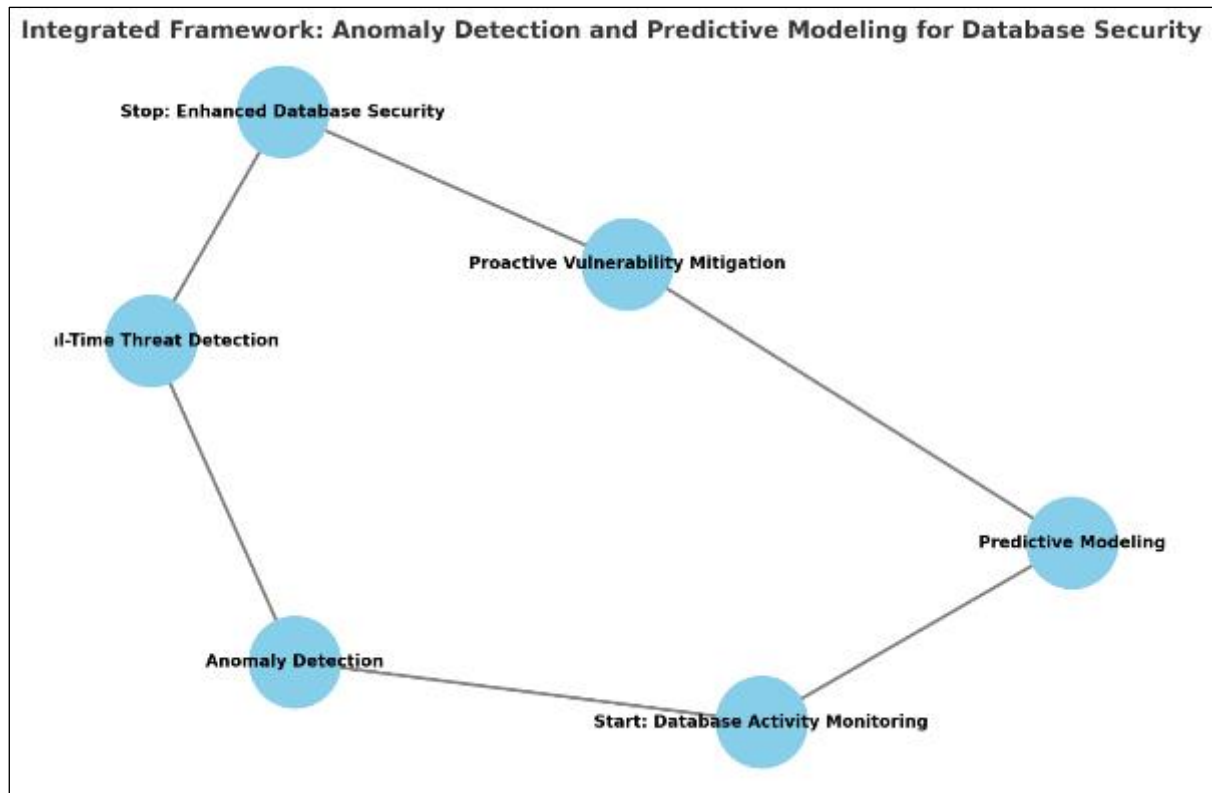 Integrated Framework: Anomaly Detection and Predictive Modeling for Database Security
Stop: Enhanced Database Security
Proactive Vulnerability Mitigation
l-Time Threat Detection
Predictive Modeling
Anomaly Detection
Start: Database Activity Monitoring